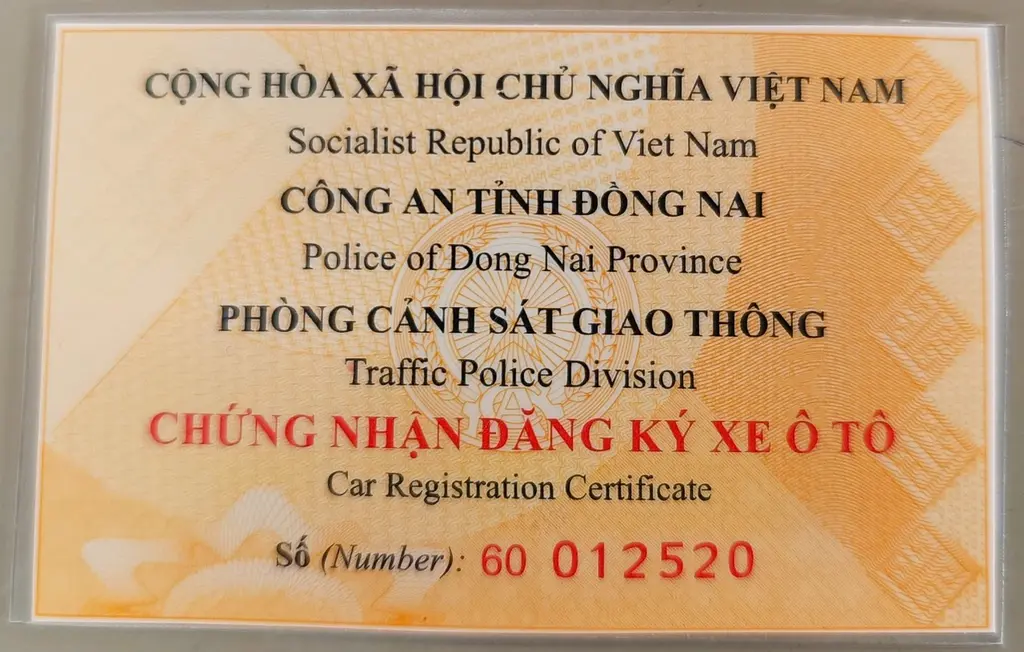 CỘNG HÒA XÃ HỘI CHỦ NGHĨA VIỆT NAM
Socialist Republic of Viet Nam
CÔNG AN TỈNH ĐỒNG NAI
Police of Dong Nai Province
PHÒNG CẢNH SÁT GIAO THÔNG
Traffic Police Division
CHỨNG NHẬN ĐĂNG KÝ XE Ô TÔ
Car Registration Certificate
Số (Number): 60 012520